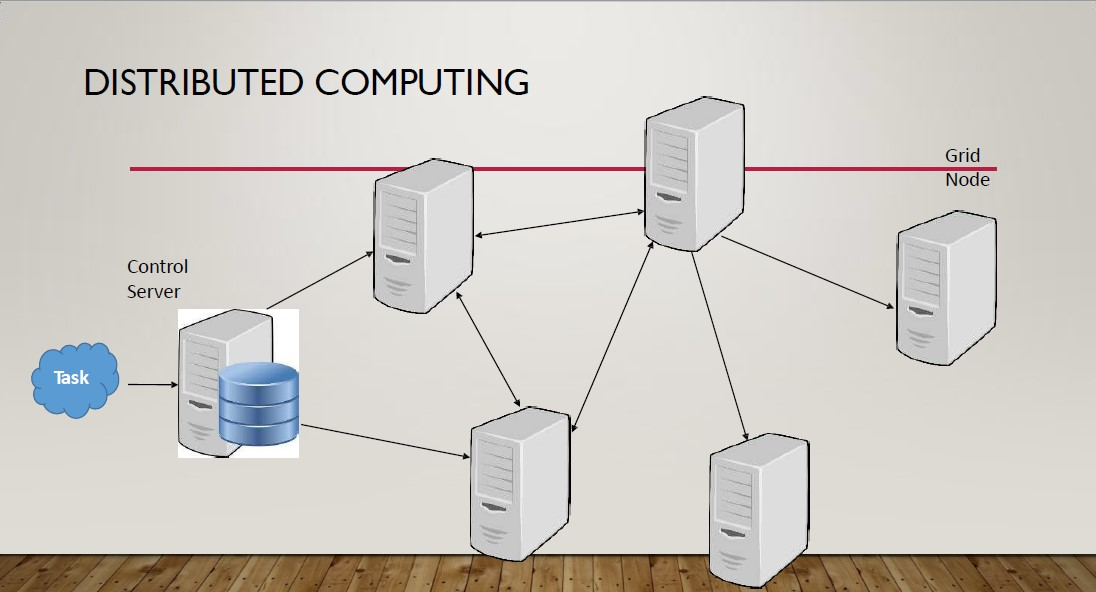 DISTRIBUTED COMPUTING
Grid
Node
Control
Server
Task